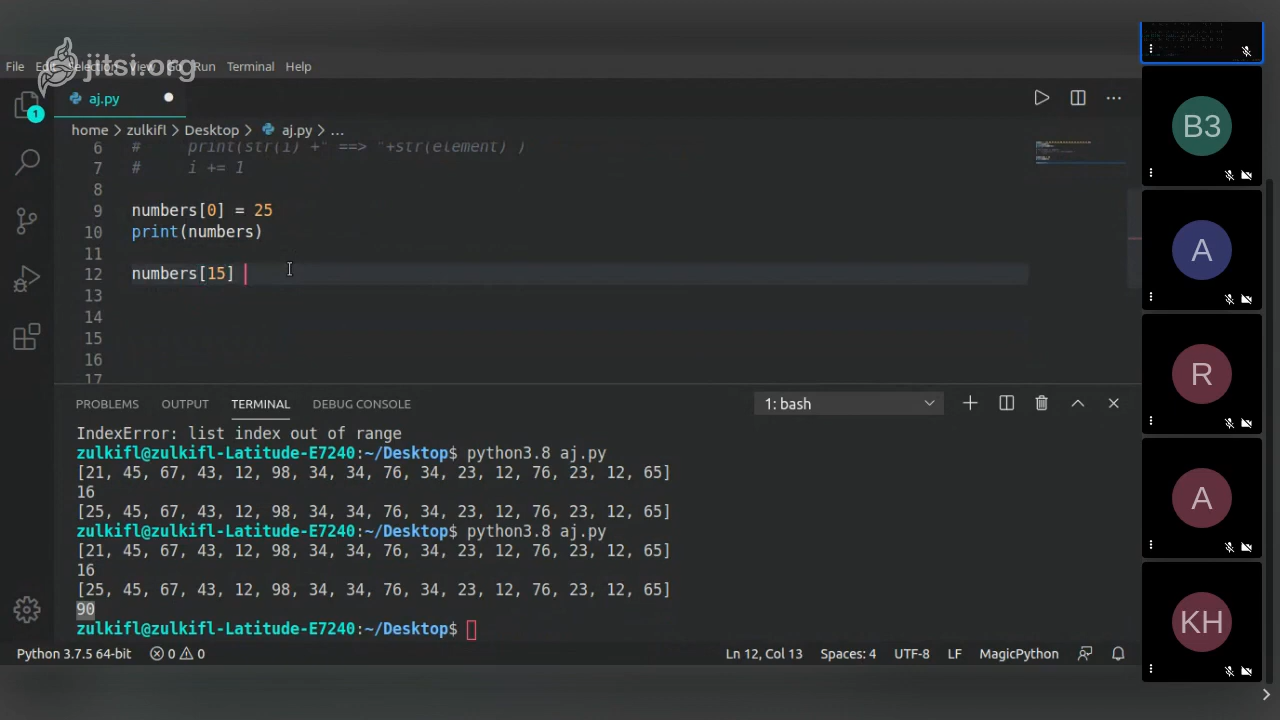 jitsi.org
File Edit Selection View Go Run Terminal Help
1
aj.py
home > zulkifl > Desktop > aj.py > ...
6 #     print(str(i) +" ==> "+str(element) )
7 #     i += 1
8
9 numbers[0] = 25
10 print(numbers)
11
12 numbers[15]
13
14
15
16
17
PROBLEMS OUTPUT TERMINAL DEBUG CONSOLE 1: bash
IndexError: list index out of range
zulkifl@zulkifl-Latitude-E7240:~/Desktop$ python3.8 aj.py
[21, 45, 67, 43, 12, 98, 34, 34, 76, 34, 23, 12, 76, 23, 12, 65]
16
[25, 45, 67, 43, 12, 98, 34, 34, 76, 34, 23, 12, 76, 23, 12, 65]
zulkifl@zulkifl-Latitude-E7240:~/Desktop$ python3.8 aj.py
[21, 45, 67, 43, 12, 98, 34, 34, 76, 34, 23, 12, 76, 23, 12, 65]
16
[25, 45, 67, 43, 12, 98, 34, 34, 76, 34, 23, 12, 76, 23, 12, 65]
90
zulkifl@zulkifl-Latitude-E7240:~/Desktop$
Python 3.7.5 64-bit 0 0 Ln 12, Col 13 Spaces: 4 UTF-8 LF MagicPython
B3
A
R
A
KH